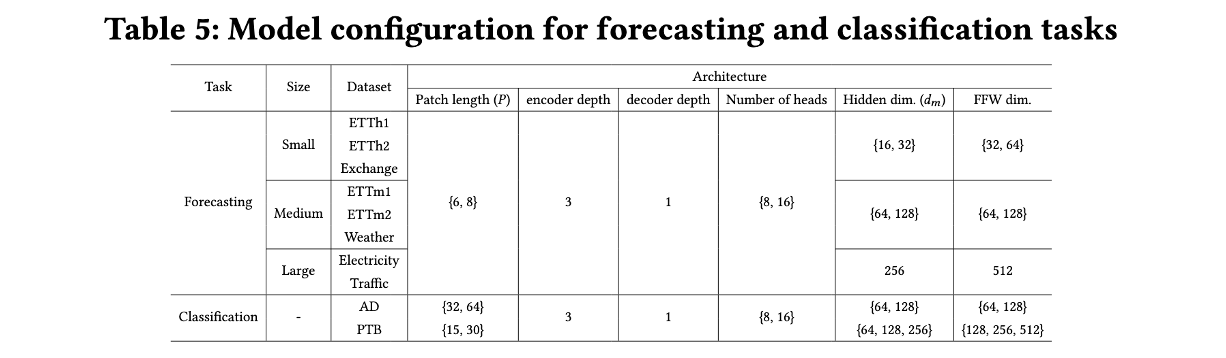 Table 5: Model configuration for forecasting and classification tasks
Task Size Dataset Architecture
Patch length (P) encoder depth decoder depth Number of heads Hidden dim. (dm) FFW dim.
Forecasting Small ETTh1 {6, 8} 3 1 {8, 16} {16, 32} {32, 64}
ETTh2
Exchange
Medium ETTm1 {64, 128} {64, 128}
ETTm2
Weather
Large Electricity 256 512
Traffic
Classification - AD {32, 64} 3 1 {8, 16} {64, 128} {64, 128}
PTB {15, 30} {64, 128, 256} {128, 256, 512}